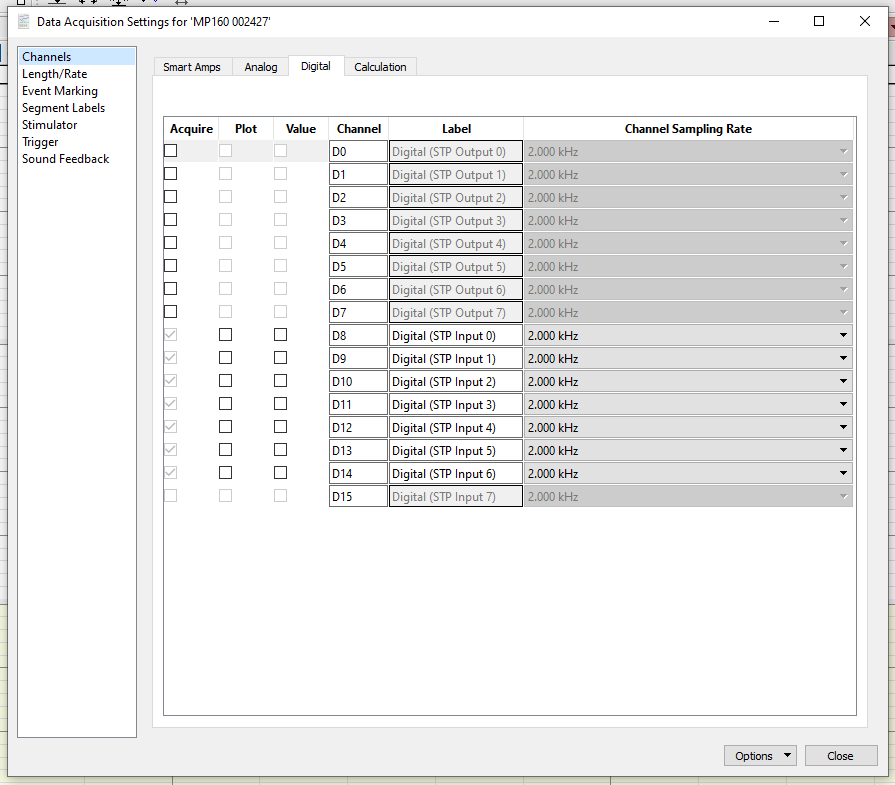 Data Acquisition Settings for 'MP160 002427'
Channels
Length/Rate
Event Marking
Segment Labels
Stimulator
Trigger
Sound Feedback
Smart Amps Analog Digital Calculation
Acquire Plot Value Channel Label Channel Sampling Rate
D0 Digital (STP Output 0) 2.000 kHz
D1 Digital (STP Output 1) 2.000 kHz
D2 Digital (STP Output 2) 2.000 kHz
D3 Digital (STP Output 3) 2.000 kHz
D4 Digital (STP Output 4) 2.000 kHz
D5 Digital (STP Output 5) 2.000 kHz
D6 Digital (STP Output 6) 2.000 kHz
D7 Digital (STP Output 7) 2.000 kHz
D8 Digital (STP Input 0) 2.000 kHz
D9 Digital (STP Input 1) 2.000 kHz
D10 Digital (STP Input 2) 2.000 kHz
D11 Digital (STP Input 3) 2.000 kHz
D12 Digital (STP Input 4) 2.000 kHz
D13 Digital (STP Input 5) 2.000 kHz
D14 Digital (STP Input 6) 2.000 kHz
D15 Digital (STP Input 7) 2.000 kHz
Options Close